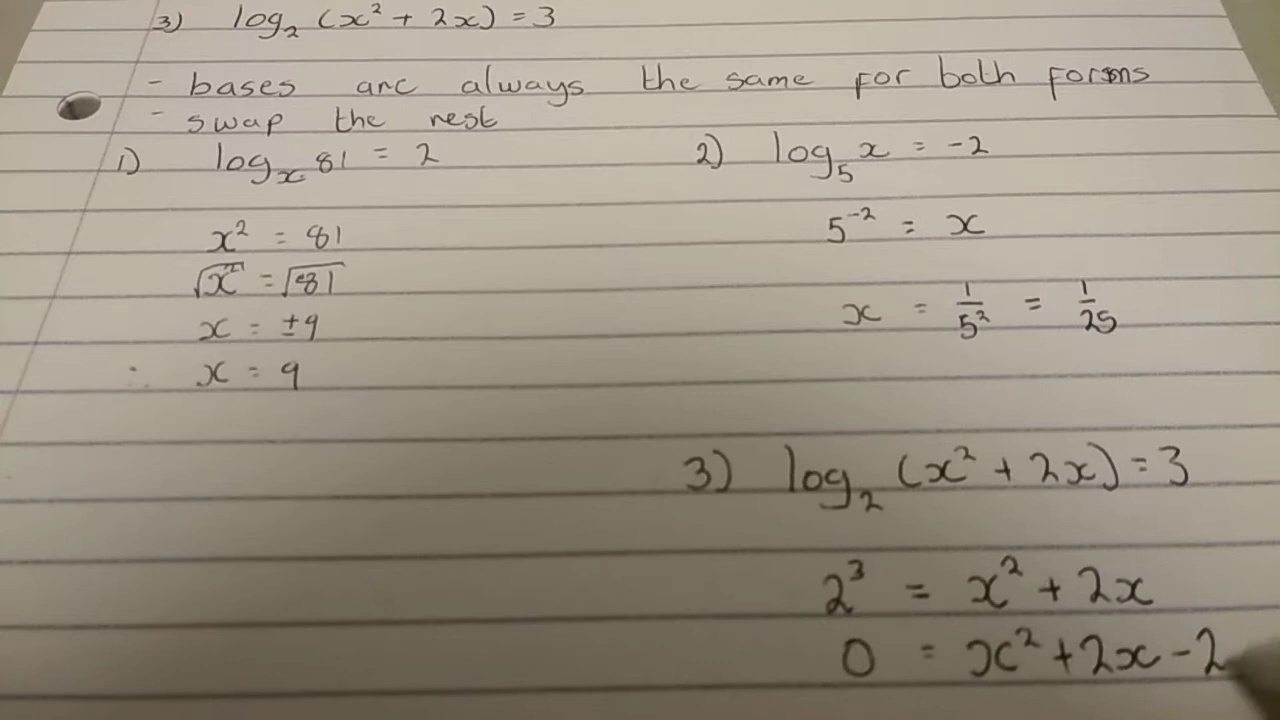 3) log₂ (x² + 2x) = 3
- bases are always the same for both forms
- swap the rest
1) logₓ 81 = 2
x² = 81
√x² = √81
x = ±9
∴ x = 9
2) log₅ x = -2
5⁻² = x
x = 1/5² = 1/25
3) log₂ (x² + 2x) = 3
2³ = x² + 2x
0 = x² + 2x - 2